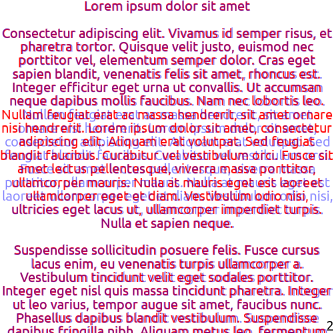 Lorem ipsum dolor sit amet
Consectetur adipiscing elit. Vivamus id semper risus, et
pharetra tortor. Quisque velit justo, euismod nec
porttitor vel, elementum semper dolor. Cras eget
sapien blandit, venenatis felis sit amet, rhoncus est.
Integer efficitur eget urna ut convallis. Ut accumsan
neque dapibus mollis faucibus. Nam nec lobortis leo.
Nullam feugiat get est massa hendrerit, sit amet ornare
nisi hendrerit. Lorem ipsum dolor sit amet, consectetur
adipiscing elit. Aliquam erat volutpat. Sed feugiat
blandit faucibus. Curabitur vel vestibulum orci. Fusce sit
amet lectus pellentesque, viverra massa porttitor,
ullamcorper mauris. Nulla at mauris eget est laoreet
ullamcorper eget et diam. Vestibulum odio nisi,
ultricies eget lacus ut, ullamcorper imperdiet turpis.
Nulla et sapien neque.
Suspendisse sollicitudin posuere felis. Fusce cursus
lacus enim, eu venenatis turpis ullamcorper a.
Vestibulum tincidunt velit eget sodales porttitor.
Integer eget nisl quis massa tincidunt pharetra. Integer
ut leo varius, tempor augue sit amet, faucibus nunc.
Phasellus dapibus blandit vestibulum. Suspendisse
dapibus fringilla nibh. Aliquam metus leo, fermentum
2